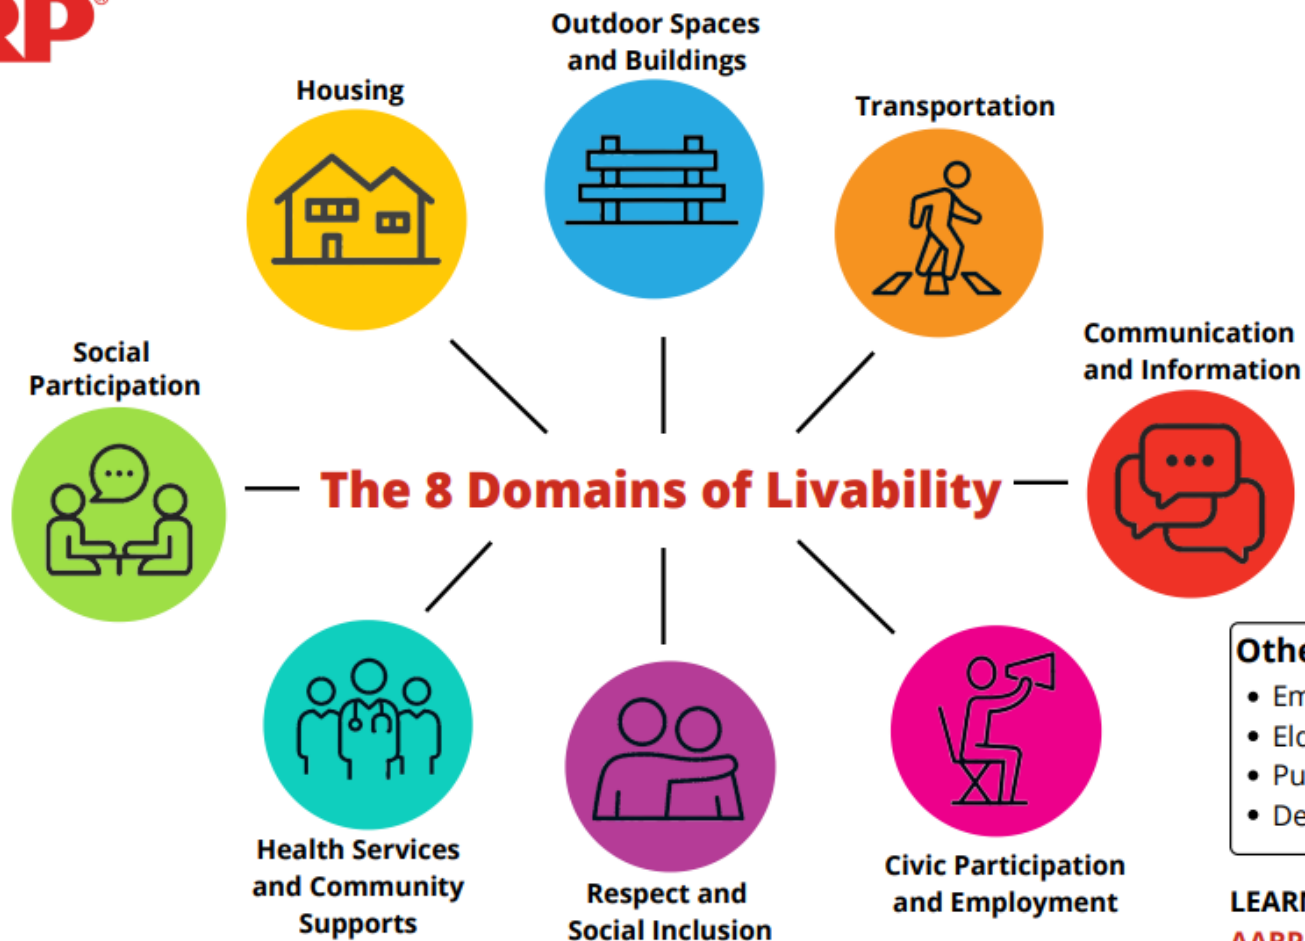 Outdoor Spaces
and Buildings
Housing
Transportation
Communication
and Information
Social
Participation
The 8 Domains of Livability
Health Services
and Community
Supports
Respect and
Social Inclusion
Civic Participation
and Employment